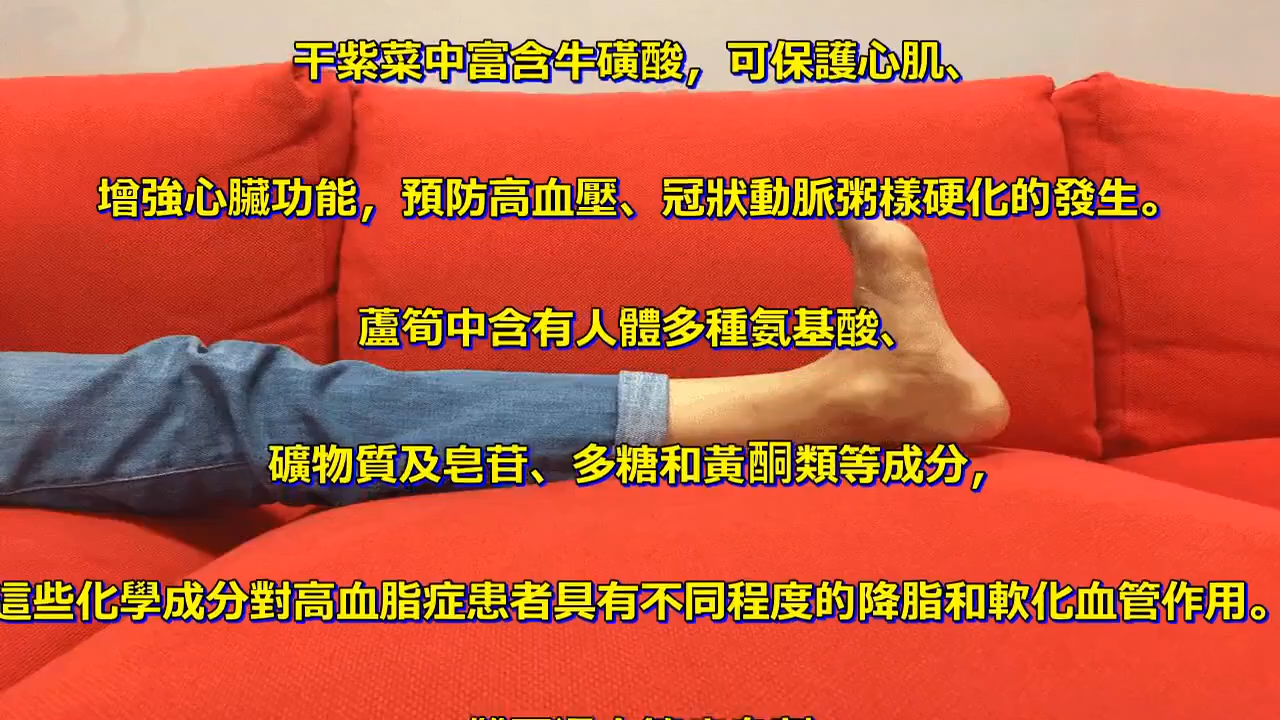 干紫菜中富含牛磺酸，可保護心肌、
增強心臟功能，預防高血壓、冠狀動脈粥樣硬化的發生。
蘆筍中含有人體多種氨基酸、
礦物質及皂苷、多糖和黃酮類等成分，
這些化學成分對高血脂症患者具有不同程度的降脂和軟化血管作用。